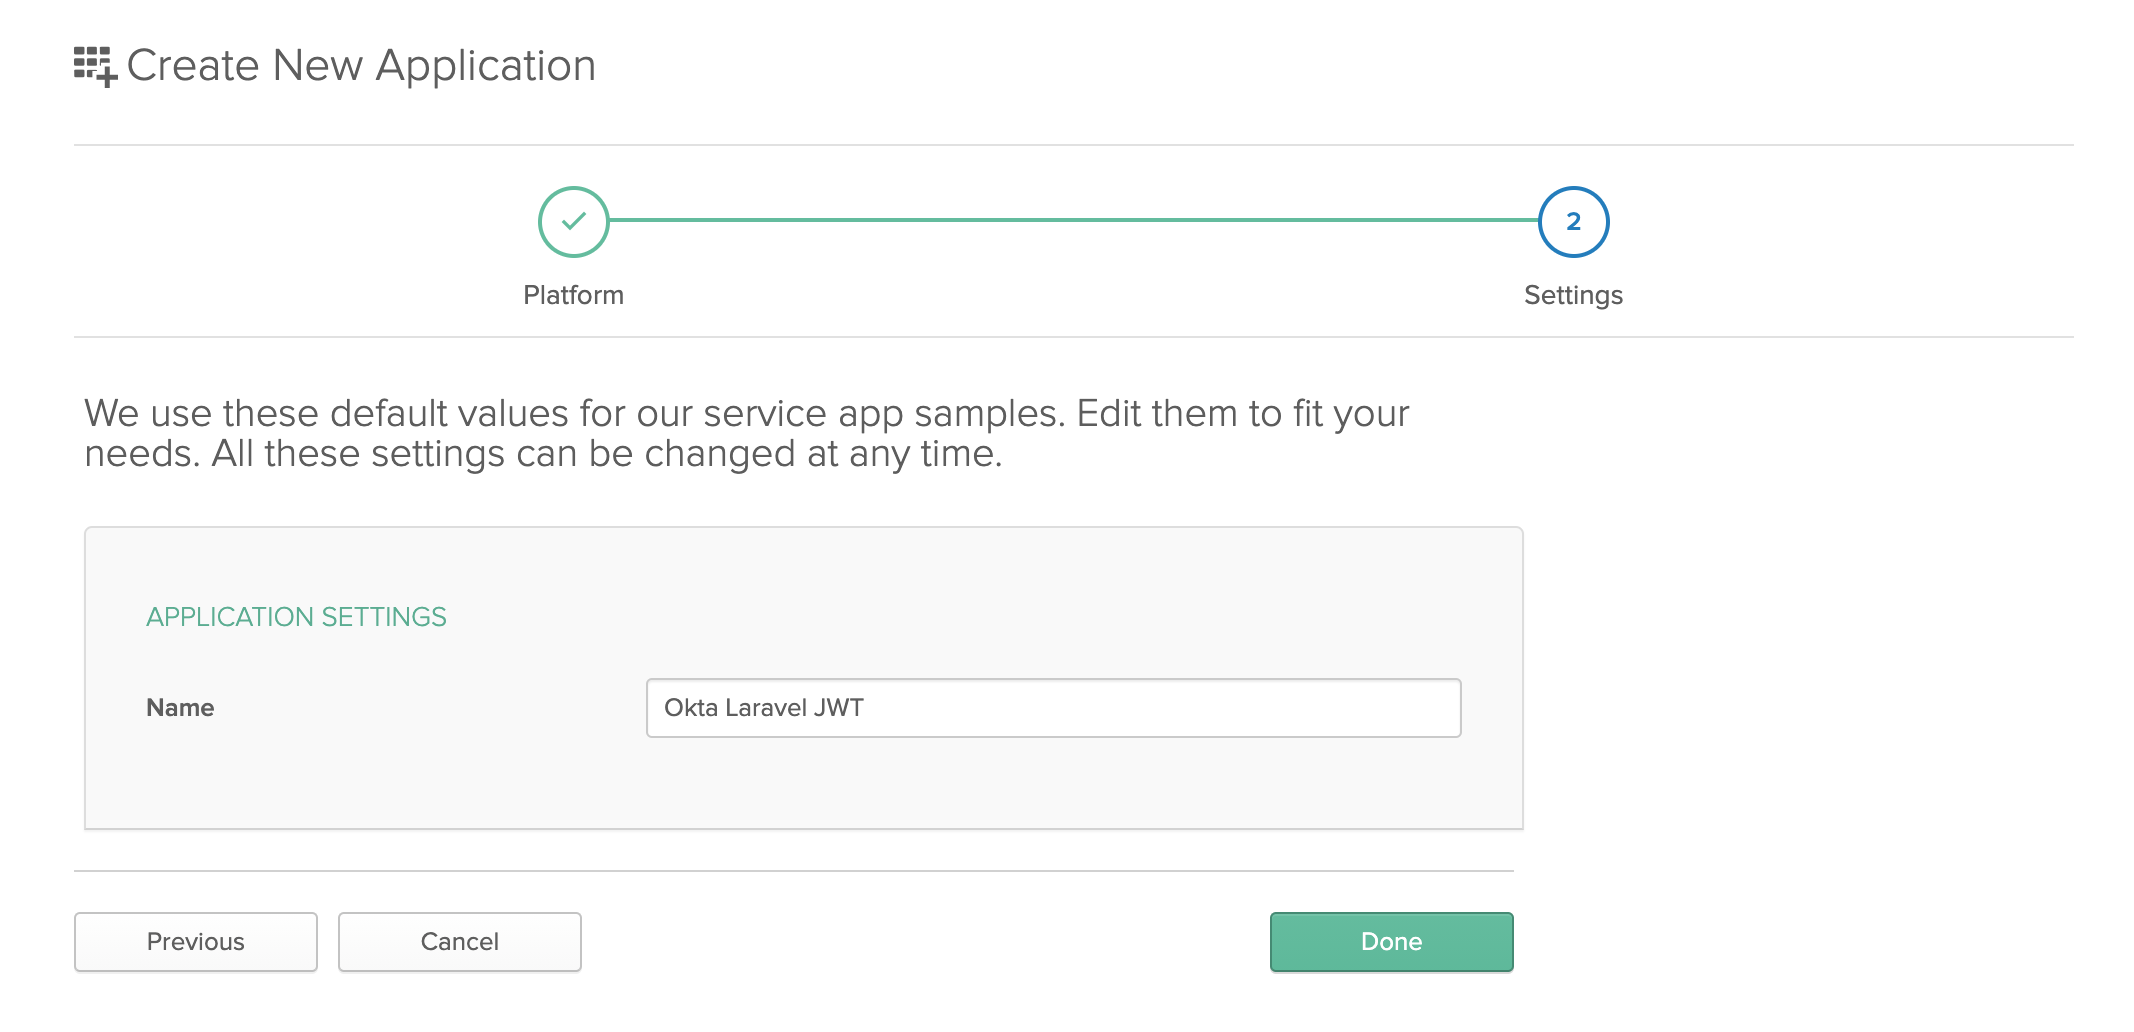 Create New Application
2
Platform
Settings
We use these default values for our service app samples. Edit them to fit your
needs. All these settings can be changed at any time.
APPLICATION SETTINGS
Name
Okta Laravel JWT
Previous
Cancel
Done